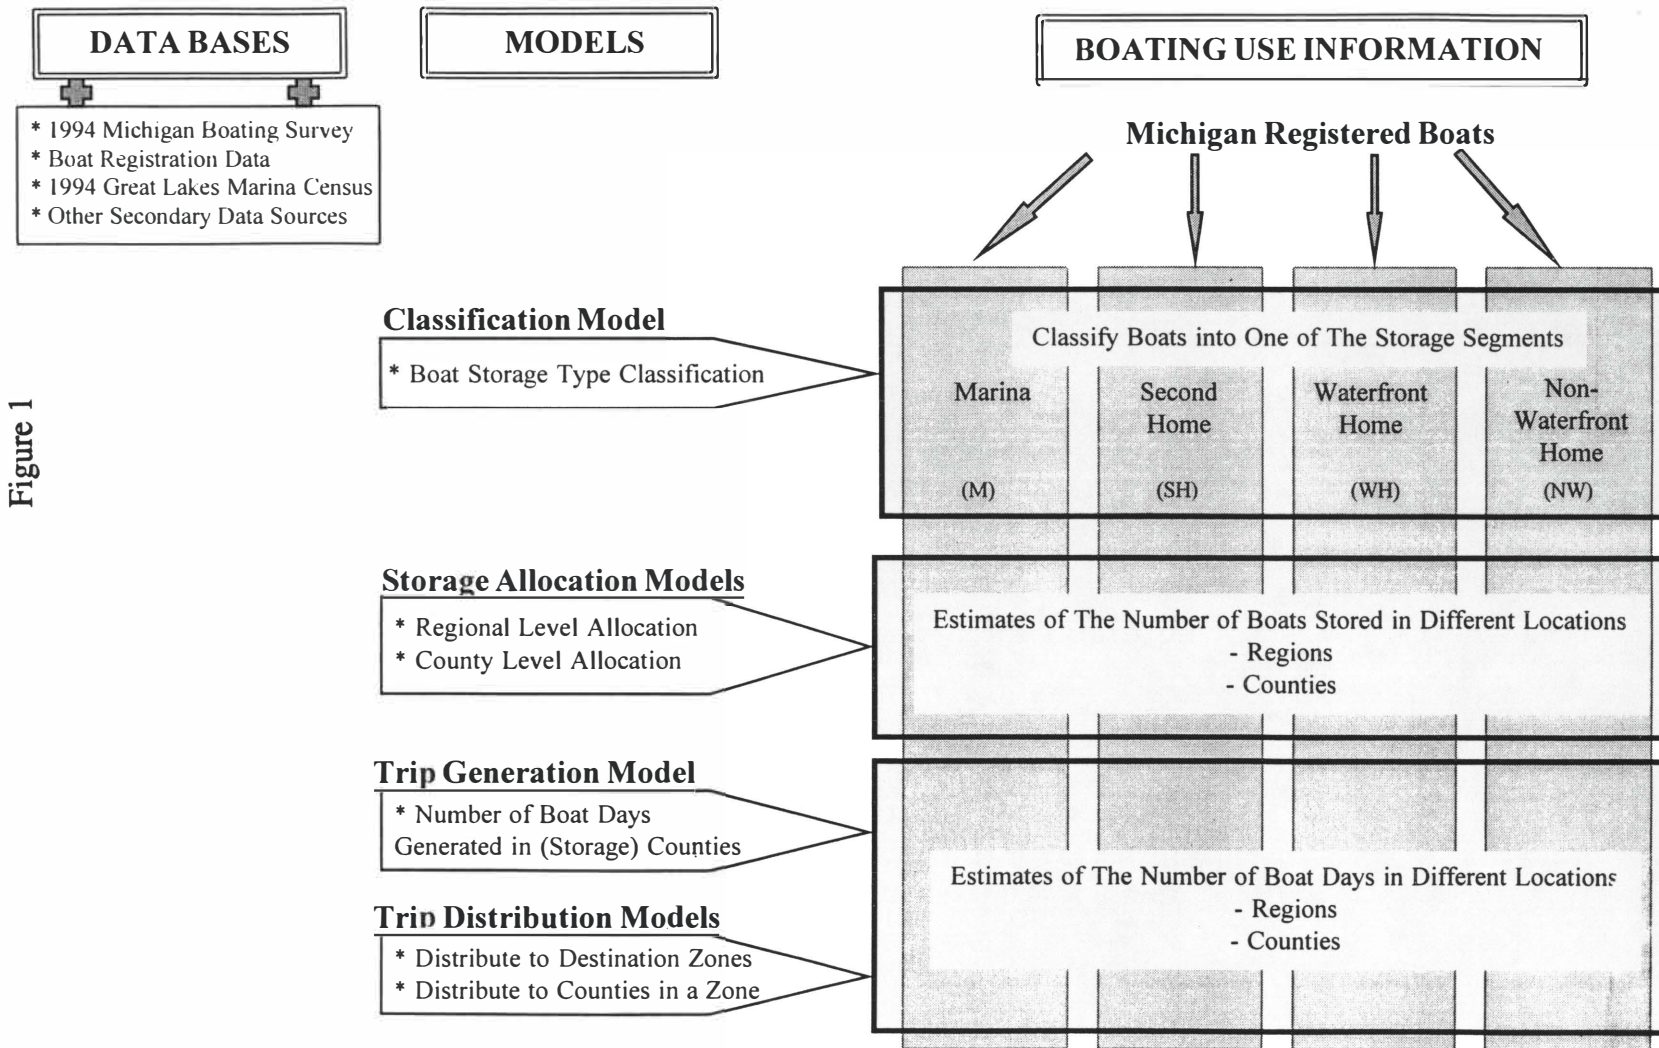 DATA BASES
MODELS
BOATING USE INFORMATION
* 1994 Michigan Boating Survey
* Boat Registration Data
* 1994 Great Lakes Marina Census
* Other Secondary Data Sources
Michigan Registered Boats
Figure 1
Classification Model
* Boat Storage Type Classification
Classify Boats into One of The Storage Segments
Marina
(M)
Second
Home
(SH)
Waterfront
Home
(WH)
Non-
Waterfront
Home
(NW)
Storage Allocation Models
* Regional Level Allocation
* County Level Allocation
Estimates of The Number of Boats Stored in Different Locations
- Regions
- Counties
Trip Generation Model
* Number of Boat Days
Generated in (Storage) Counties
Trip Distribution Models
* Distribute to Destination Zones
* Distribute to Counties in a Zone
Estimates of The Number of Boat Days in Different Locations
- Regions
- Counties